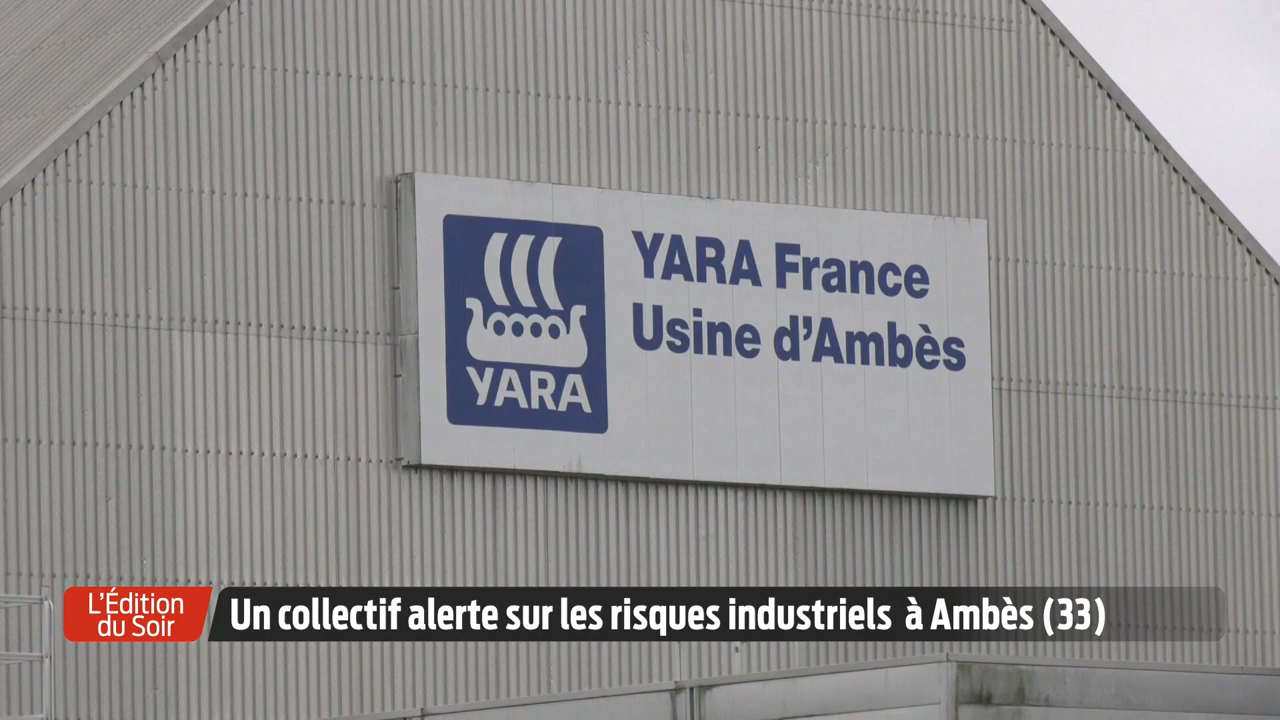 YARA France
Usine d'Ambès
YARA
L'Édition
du Soir
Un collectif alerte sur les risques industriels à Ambès (33)